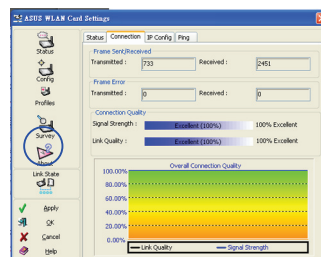 ASUS WLAN Card Settings
Status
Config
Profiles
Survey
About
Link State
Apply
OK
Cancel
Help
Status Connection IP Config Ping
Frame Sent/Received
Transmitted : 733 Received : 2451
Frame Error
Transmitted : 0 Received : 0
Connection Quality
Signal Strength : Excellent (100%) 100% Excellent
Link Quality : Excellent (100%) 100% Excellent
Overall Connection Quality
100.00%
80.00%
60.00%
40.00%
20.00%
0.00%
Link Quality Signal Strength